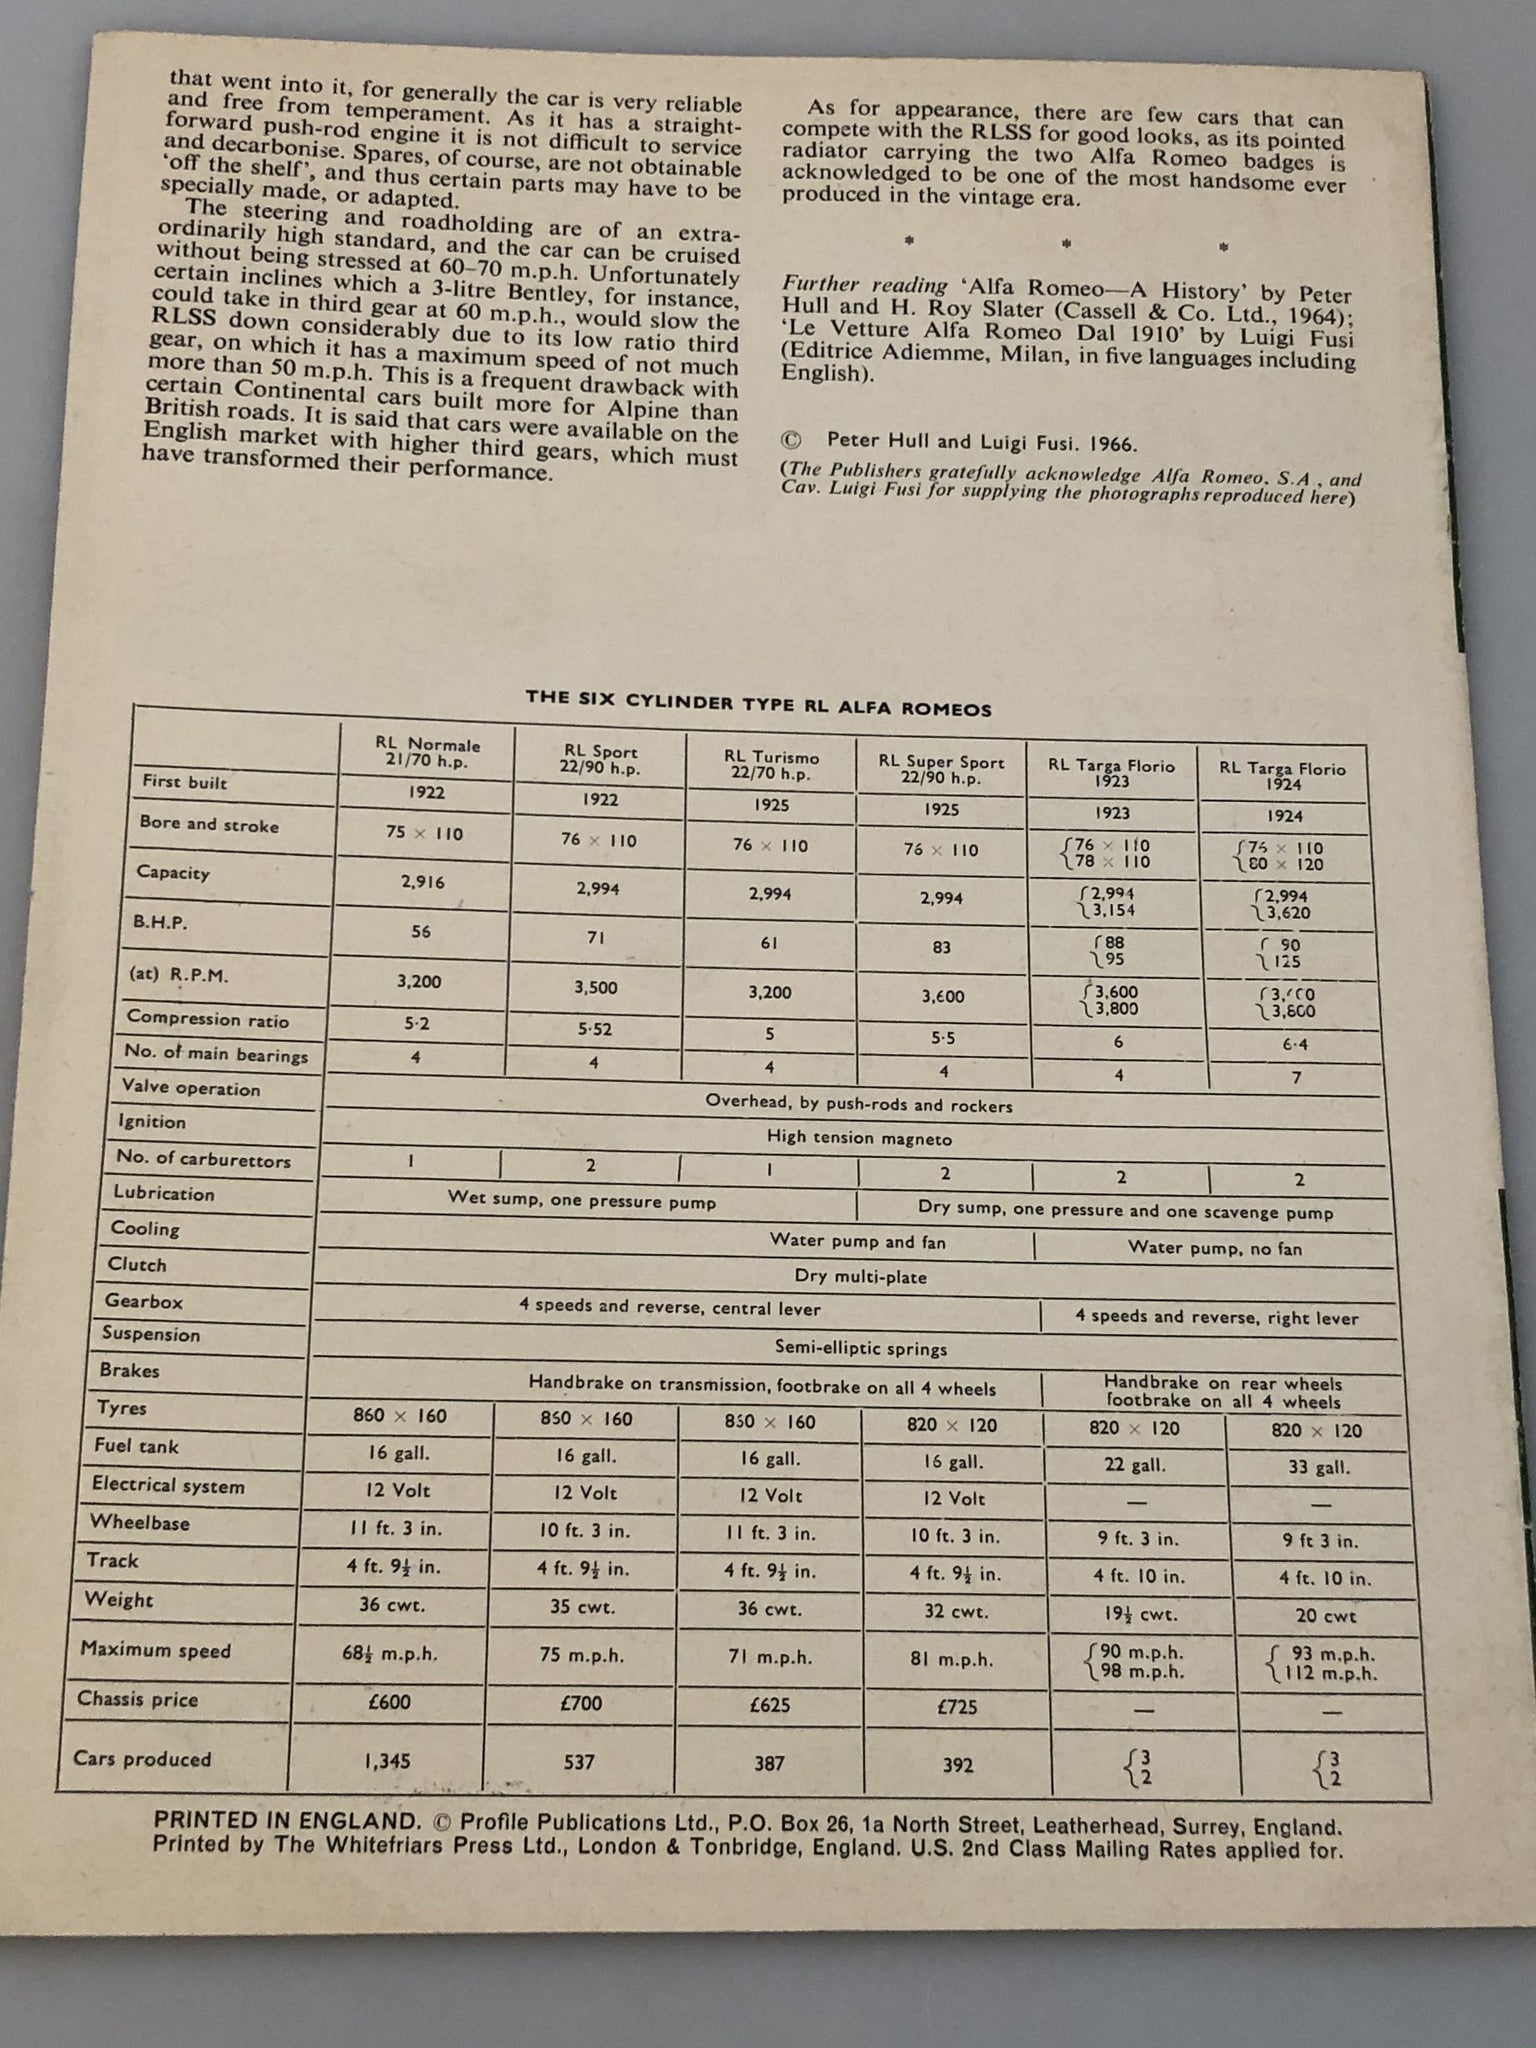 that went into it, for generally the car is very reliable
and free from temperament. As it has a straight-
forward push-rod engine it is not difficult to service
and decarbonise. Spares, of course, are not obtainable
‘off the shelf’, and thus certain parts may have to be
specially made, or adapted.
The steering and roadholding are of an extra-
ordinarily high standard, and the car can be cruised
without being stressed at 60–70 m.p.h. Unfortunately
certain inclines which a 3-litre Bentley, for instance,
could take in third gear at 60 m.p.h., would slow the
RLSS down considerably due to its low ratio third
gear, on which it has a maximum speed of not much
more than 50 m.p.h. This is a frequent drawback with
certain Continental cars built more for Alpine than
British roads. It is said that cars were available on the
English market with higher third gears, which must
have transformed their performance.
As for appearance, there are few cars that can
compete with the RLSS for good looks, as its pointed
radiator carrying the two Alfa Romeo badges is
acknowledged to be one of the most handsome ever
produced in the vintage era.
* * *
Further reading ‘Alfa Romeo—A History’ by Peter
Hull and H. Roy Slater (Cassell & Co. Ltd., 1964);
‘Le Vetture Alfa Romeo Dal 1910’ by Luigi Fusi
(Editrice Adiemme, Milan, in five languages including
English).
© Peter Hull and Luigi Fusi. 1966.
(The Publishers gratefully acknowledge Alfa Romeo. S.A., and
Cav. Luigi Fusi for supplying the photographs reproduced here)
THE SIX CYLINDER TYPE RL ALFA ROMEOS
RL Normale RL Sport RL Turismo RL Super Sport RL Targa Florio RL Targa Florio
21/70 h.p. 22/90 h.p. 22/70 h.p. 22/90 h.p. 1923 1924
First built 1922 1922 1925 1925 1923 1924
Bore and stroke 75 × 110 76 × 110 76 × 110 76 × 110 {76 × 110 {76 × 110
78 × 110 80 × 120
Capacity 2,916 2,994 2,994 2,994 {2,994 {2,994
3,154 3,620
B.H.P. 56 71 61 83 {88 {90
95 125
(at) R.P.M. 3,200 3,500 3,200 3,600 {3,600
3,800 3,800
Compression ratio 5·2 5·52 5 5·5 6 6·4
No. of main bearings 4 4 4 4 4 7
Valve operation Overhead, by push-rods and rockers
Ignition High tension magneto
No. of carburettors 1 2 1 2 2 2
Lubrication Wet sump, one pressure pump Dry sump, one pressure and one scavenge pump
Cooling Water pump and fan Water pump, no fan
Clutch Dry multi-plate
Gearbox 4 speeds and reverse, central lever 4 speeds and reverse, right lever
Suspension Semi-elliptic springs
Brakes Handbrake on transmission, footbrake on all 4 wheels Handbrake on rear wheels
footbrake on all 4 wheels
Tyres 860 × 160 860 × 160 860 × 160 820 × 120 820 × 120 820 × 120
Fuel tank 16 gall. 16 gall. 16 gall. 16 gall. 22 gall. 33 gall.
Electrical system 12 Volt 12 Volt 12 Volt 12 Volt — —
Wheelbase 11 ft. 3 in. 10 ft. 3 in. 11 ft. 3 in. 10 ft. 3 in. 9 ft. 3 in. 9 ft 3 in.
Track 4 ft. 9½ in. 4 ft. 9½ in. 4 ft. 9½ in. 4 ft. 9½ in. 4 ft. 10 in. 4 ft. 10 in.
Weight 36 cwt. 35 cwt. 36 cwt. 32 cwt. 19½ cwt. 20 cwt
Maximum speed 68½ m.p.h. 75 m.p.h. 71 m.p.h. 81 m.p.h. {90 m.p.h. {93 m.p.h.
98 m.p.h. 112 m.p.h.
Chassis price £600 £700 £625 £725 — —
Cars produced 1,345 537 387 392 {3 {3
2 2
PRINTED IN ENGLAND. © Profile Publications Ltd., P.O. Box 26, 1a North Street, Leatherhead, Surrey, England.
Printed by The Whitefriars Press Ltd., London & Tonbridge, England. U.S. 2nd Class Mailing Rates applied for.